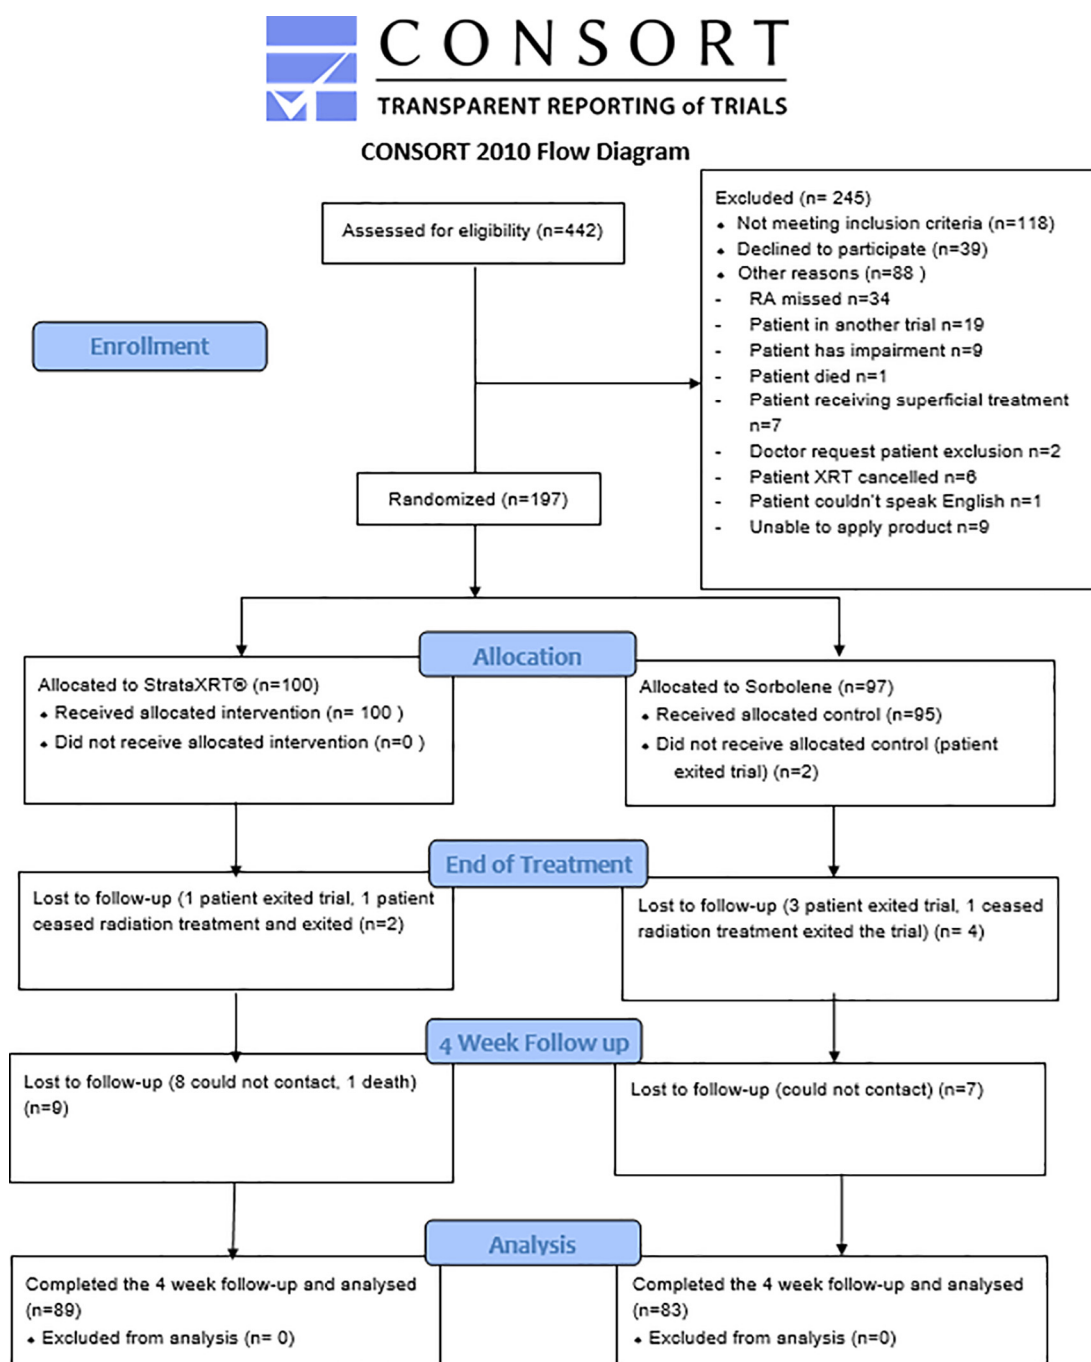 CONSORT
TRANSPARENT REPORTING of TRIALS
CONSORT 2010 Flow Diagram
Assessed for eligibility (n=442)
Excluded (n= 245)
• Not meeting inclusion criteria (n=118)
• Declined to participate (n=39)
• Other reasons (n=88 )
- RA missed n=34
- Patient in another trial n=19
- Patient has impairment n=9
- Patient died n=1
- Patient receiving superficial treatment
n=7
- Doctor request patient exclusion n=2
- Patient XRT cancelled n=6
- Patient couldn't speak English n=1
- Unable to apply product n=9
Enrollment
Randomized (n=197)
Allocation
Allocated to StrataXRT® (n=100)
• Received allocated intervention (n= 100 )
• Did not receive allocated intervention (n=0 )
Allocated to Sorbolene (n=97)
• Received allocated control (n=95)
• Did not receive allocated control (patient
exited trial) (n=2)
End of Treatment
Lost to follow-up (1 patient exited trial, 1 patient
ceased radiation treatment and exited (n=2)
Lost to follow-up (3 patient exited trial, 1 ceased
radiation treatment exited the trial) (n= 4)
4 Week Follow up
Lost to follow-up (8 could not contact, 1 death)
(n=9)
Lost to follow-up (could not contact) (n=7)
Analysis
Completed the 4 week follow-up and analysed
(n=89)
• Excluded from analysis (n= 0)
Completed the 4 week follow-up and analysed
(n=83)
• Excluded from analysis (n=0)